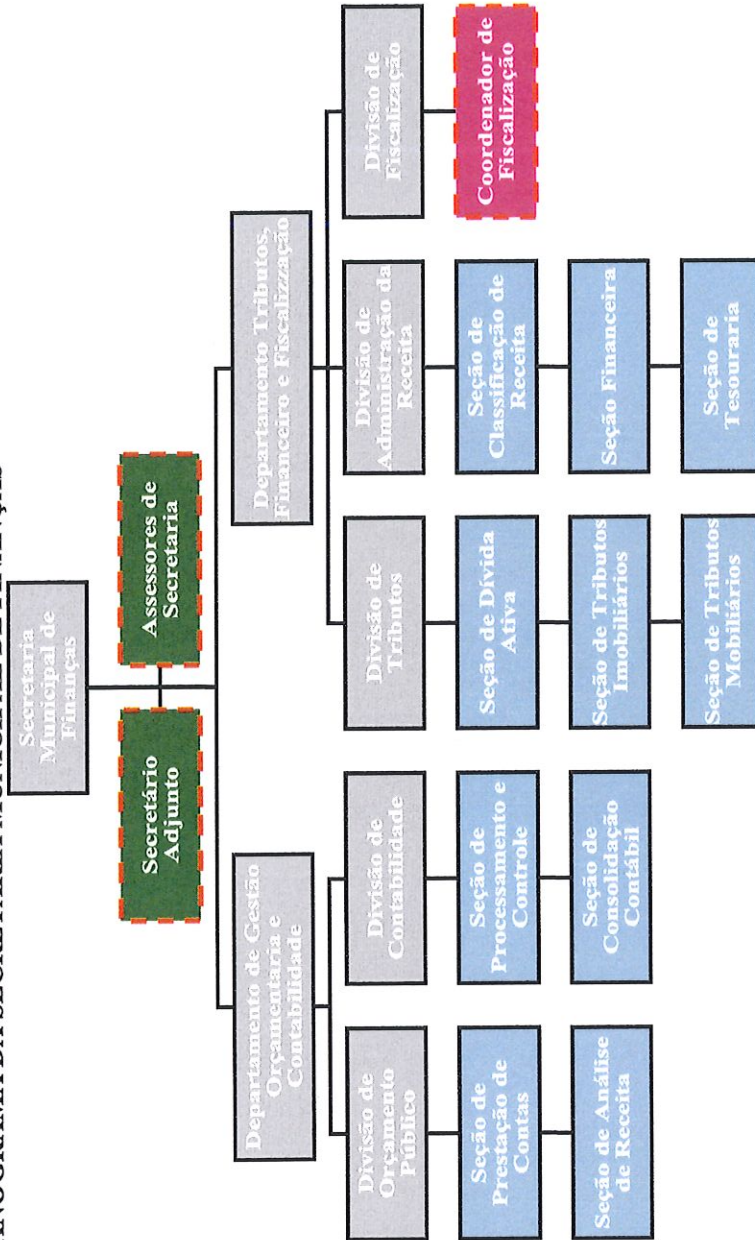 Secretaria
Municipal de
Finanças
Secretário
Adjunto
Assessores de
Secretaria
Departamento de Gestão
Orçamentária e
Contabilidade
Departamento Tributos,
Financeiro e Fiscalizzação
Divisão de
Orçamento
Público
Divisão de
Contabilidade
Divisão de
Tributos
Divisão de
Administração da
Receita
Divisão de
Fiscalização
Seção de
Prestação de
Contas
Seção de
Processamento e
Controle
Seção de Dívida
Ativa
Seção de
Classificação de
Receita
Coordenador de
Fiscalização
Seção de Análise
de Receita
Seção de
Consolidação
Contábil
Seção de Tributos
Imobiliários
Seção Financeira
Seção de Tributos
Mobiliários
Seção de
Tesouraria